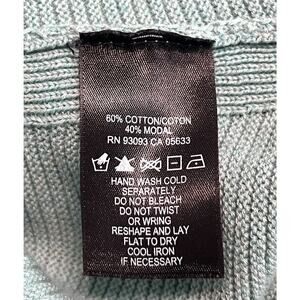 60% COTTON/COTON
40% MODAL
RN 93093 CA 05633
HAND WASH COLD
SEPARATELY
DO NOT BLEACH
DO NOT TWIST
OR WRING
RESHAPE AND LAY
FLAT TO DRY
COOL IRON
IF NECESSARY